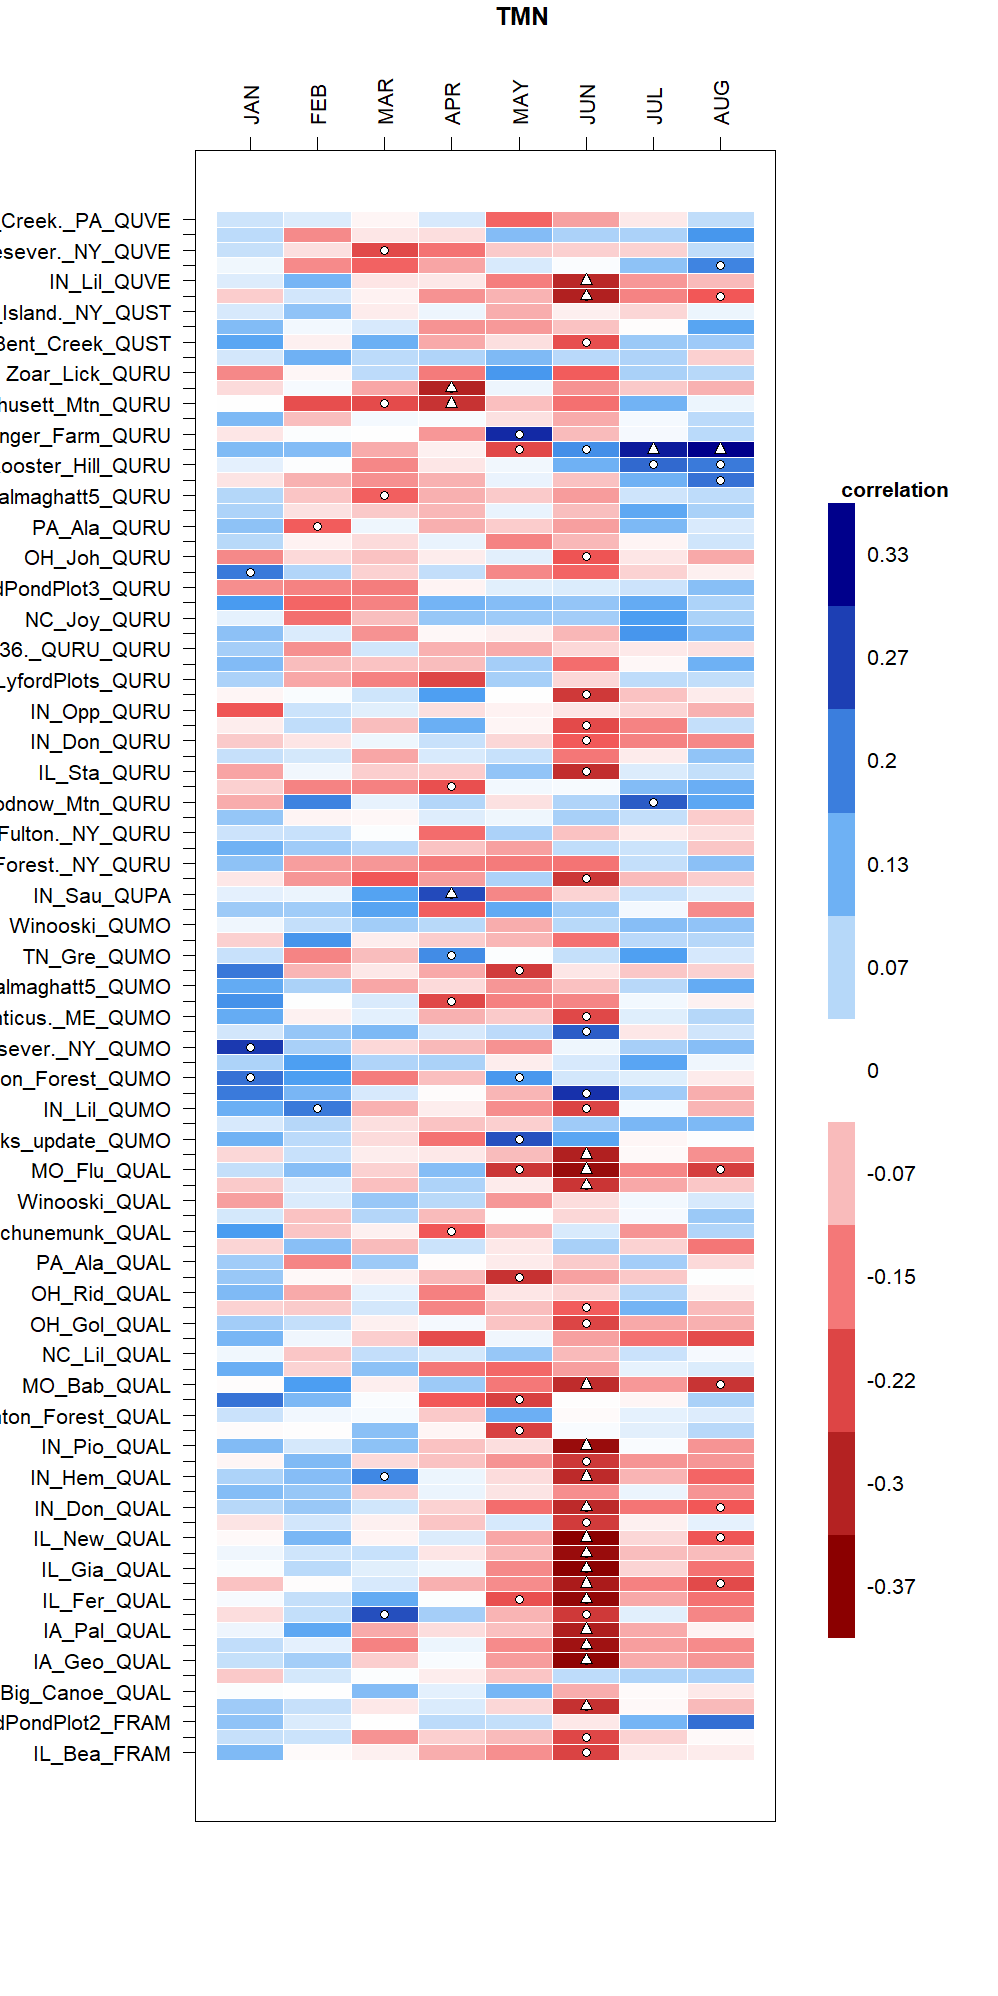 TMN
JAN FEB MAR APR MAY JUN JUL AUG
_Creek._PA_QUVE
esever._NY_QUVE
IN_Lil_QUVE
_Island._NY_QUST
Bent_Creek_QUST
Zoar_Lick_QURU
husett_Mtn_QURU
nger_Farm_QURU
ooster_Hill_QURU
almaghatt5_QURU
PA_Ala_QURU
OH_Joh_QURU
dPondPlot3_QURU
NC_Joy_QURU
36._QURU_QURU
LyfordPlots_QURU
IN_Opp_QURU
IN_Don_QURU
IL_Sta_QURU
odnow_Mtn_QURU
Fulton._NY_QURU
Forest._NY_QURU
IN_Sau_QUPA
Winooski_QUMO
TN_Gre_QUMO
almaghatt5_QUMO
nticus._ME_QUMO
sever._NY_QUMO
on_Forest_QUMO
IN_Lil_QUMO
ks_update_QUMO
MO_Flu_QUAL
Winooski_QUAL
chunemunk_QUAL
PA_Ala_QUAL
OH_Rid_QUAL
OH_Gol_QUAL
NC_Lil_QUAL
MO_Bab_QUAL
nton_Forest_QUAL
IN_Pio_QUAL
IN_Hem_QUAL
IN_Don_QUAL
IL_New_QUAL
IL_Gia_QUAL
IL_Fer_QUAL
IA_Pal_QUAL
IA_Geo_QUAL
Big_Canoe_QUAL
dPondPlot2_FRAM
IL_Bea_FRAM
correlation
0.33
0.27
0.2
0.13
0.07
0
-0.07
-0.15
-0.22
-0.3
-0.37